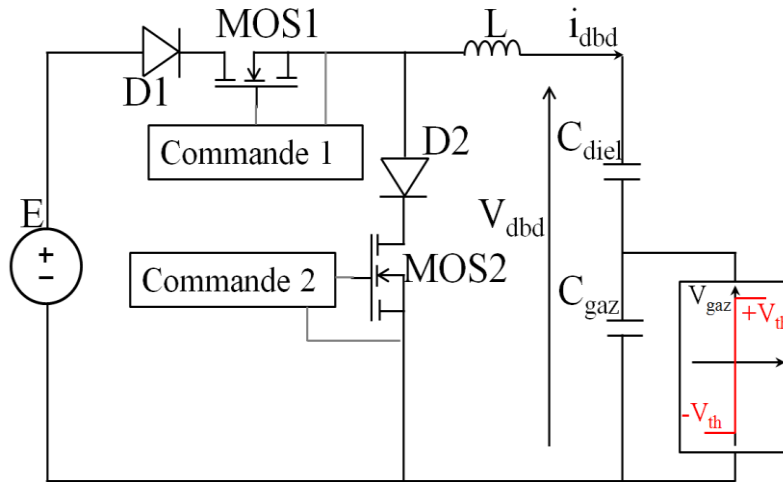 MOS1
L
i_dbd
D1
Commande 1
D2
C_diel
E
V_dbd
+
−
Commande 2
MOS2
C_gaz
V_gaz
+V_th
-V_th